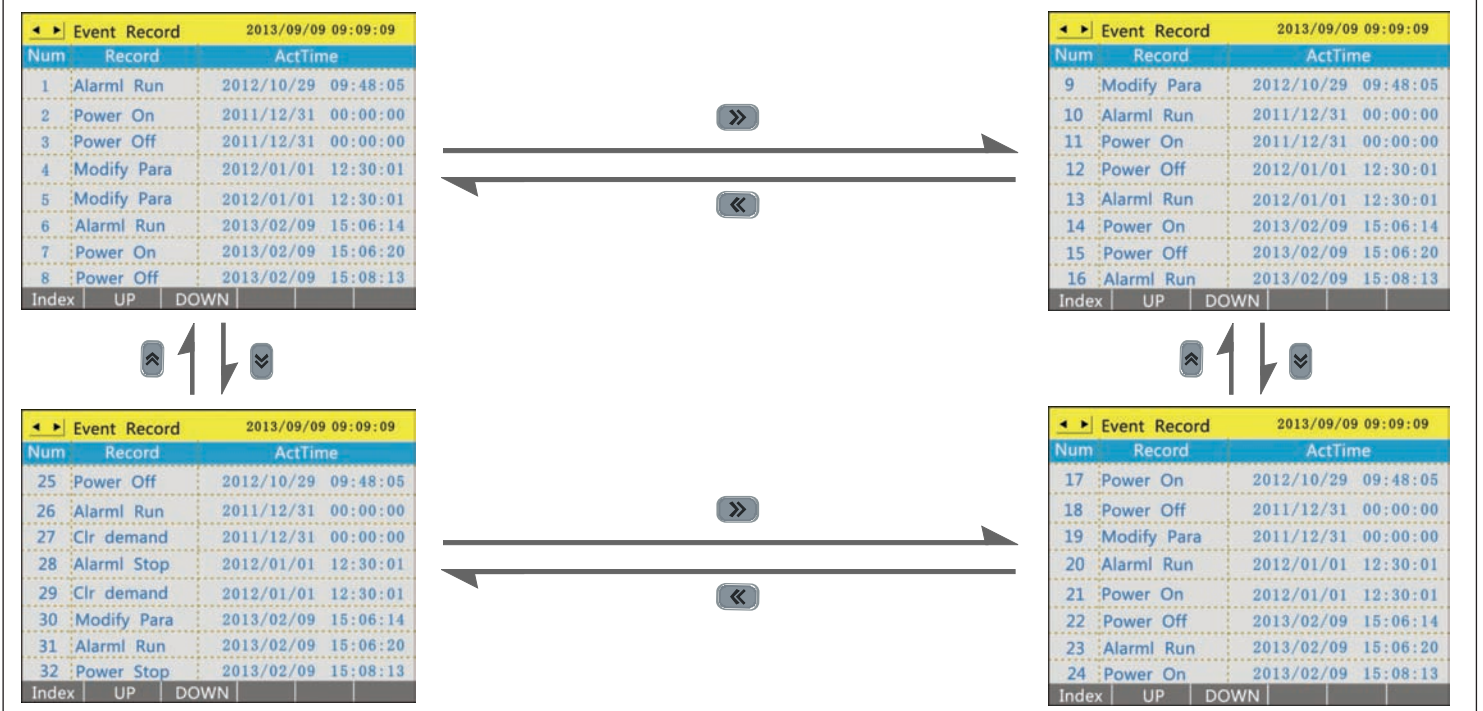 Event Record 2013/09/09 09:09:09
Num Record ActTime
1 Alarml Run 2012/10/29 09:48:05
2 Power On 2011/12/31 00:00:00
3 Power Off 2011/12/31 00:00:00
4 Modify Para 2012/01/01 12:30:01
5 Modify Para 2012/01/01 12:30:01
6 Alarml Run 2013/02/09 15:06:14
7 Power On 2013/02/09 15:06:20
8 Power Off 2013/02/09 15:08:13
Index UP DOWN
Event Record 2013/09/09 09:09:09
Num Record ActTime
9 Modify Para 2012/10/29 09:48:05
10 Alarml Run 2011/12/31 00:00:00
11 Power On 2011/12/31 00:00:00
12 Power Off 2012/01/01 12:30:01
13 Alarml Run 2012/01/01 12:30:01
14 Power On 2013/02/09 15:06:14
15 Power Off 2013/02/09 15:06:20
16 Alarml Run 2013/02/09 15:08:13
Index UP DOWN
Event Record 2013/09/09 09:09:09
Num Record ActTime
25 Power Off 2012/10/29 09:48:05
26 Alarml Run 2011/12/31 00:00:00
27 Clr demand 2011/12/31 00:00:00
28 Alarml Stop 2012/01/01 12:30:01
29 Clr demand 2012/01/01 12:30:01
30 Modify Para 2013/02/09 15:06:14
31 Alarml Run 2013/02/09 15:06:20
32 Power Stop 2013/02/09 15:08:13
Index UP DOWN
Event Record 2013/09/09 09:09:09
Num Record ActTime
17 Power On 2012/10/29 09:48:05
18 Power Off 2011/12/31 00:00:00
19 Modify Para 2011/12/31 00:00:00
20 Alarml Run 2012/01/01 12:30:01
21 Power On 2012/01/01 12:30:01
22 Power Off 2013/02/09 15:06:14
23 Alarml Run 2013/02/09 15:06:20
24 Power On 2013/02/09 15:08:13
Index UP DOWN